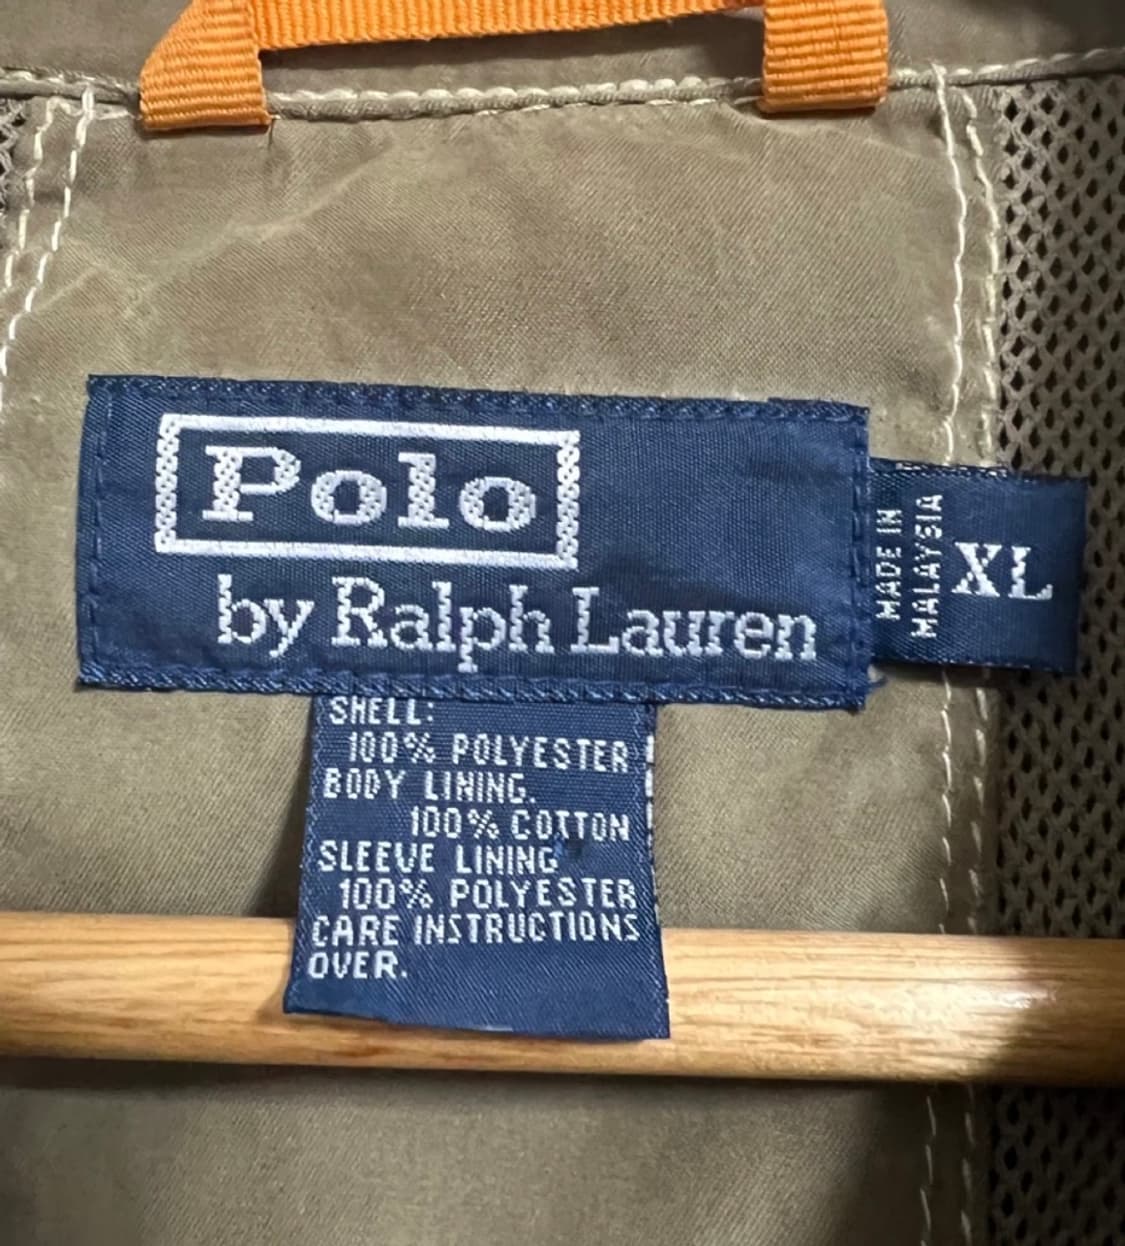 Polo
by Ralph Lauren
MADE IN
MALAYSIA
XL
SHELL:
100% POLYESTER
BODY LINING.
100% COTTON
SLEEVE LINING
100% POLYESTER
CARE INSTRUCTIONS
OVER.